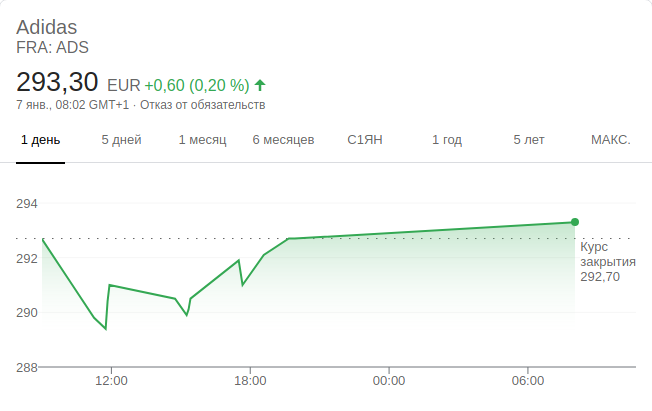 Adidas
FRA: ADS
293,30 EUR +0,60 (0,20 %)
7 янв., 08:02 GMT+1 · Отказ от обязательств
1 день 5 дней 1 месяц 6 месяцев С1ЯН 1 год 5 лет МАКС.
294
292
290
288
Курс
закрытия
292,70
12:00 18:00 00:00 06:00